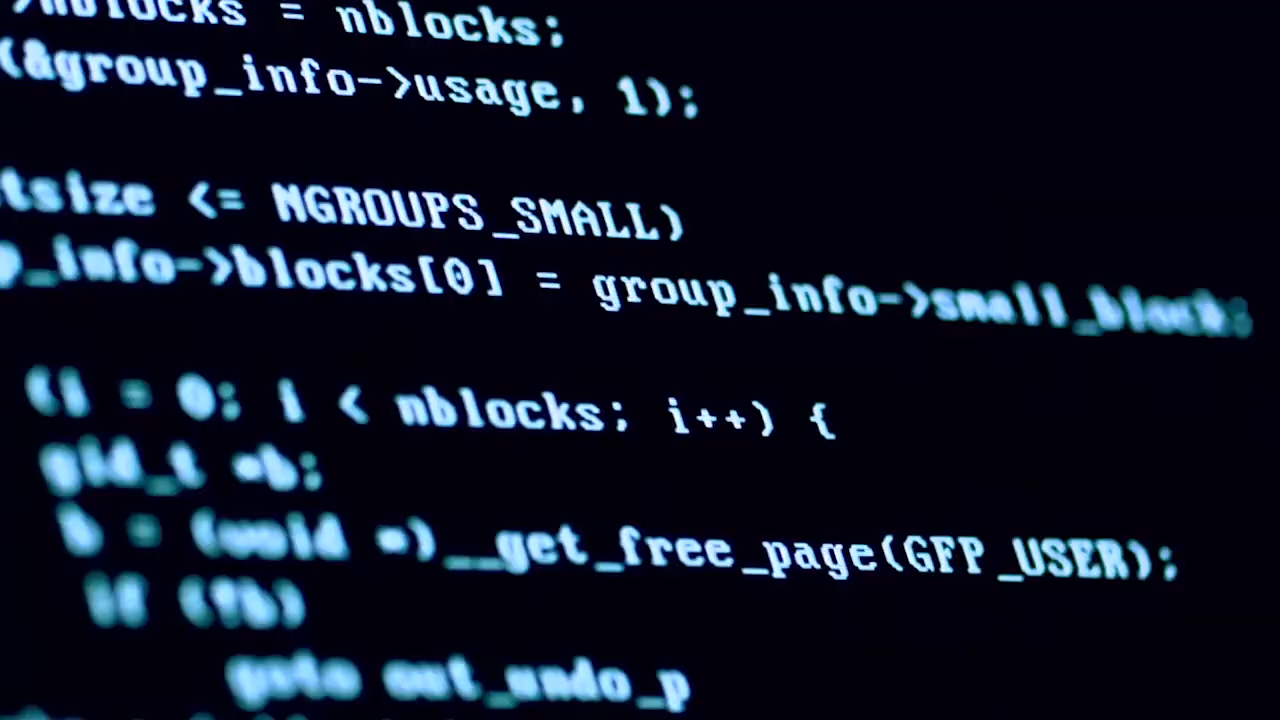 >nblocks = nblocks;
(&group_info->usage, 1);
tsize <= NGROUPS_SMALL)
p_info->blocks[0] = group_info->small_block;
(i = 0; i < nblocks; i++) {
gid_t *b;
b = (void *)__get_free_page(GFP_USER);
if (!b)
goto out_undo_p